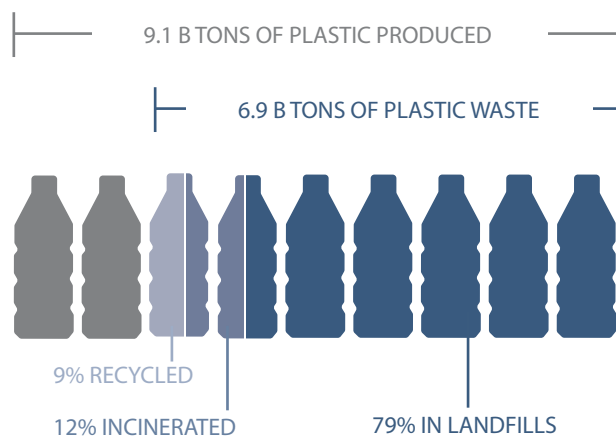 9.1 B TONS OF PLASTIC PRODUCED
6.9 B TONS OF PLASTIC WASTE
9% RECYCLED
12% INCINERATED
79% IN LANDFILLS